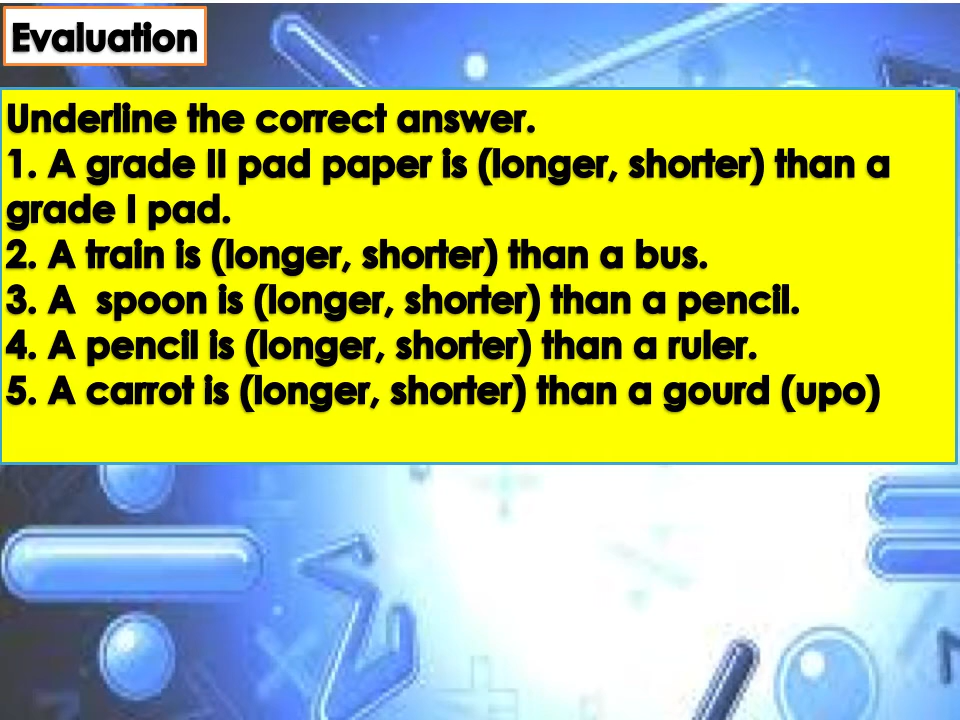 Evaluation
Underline the correct answer.
1. A grade II pad paper is (longer, shorter) than a
grade I pad.
2. A train is (longer, shorter) than a bus.
3. A  spoon is (longer, shorter) than a pencil.
4. A pencil is (longer, shorter) than a ruler.
5. A carrot is (longer, shorter) than a gourd (upo)